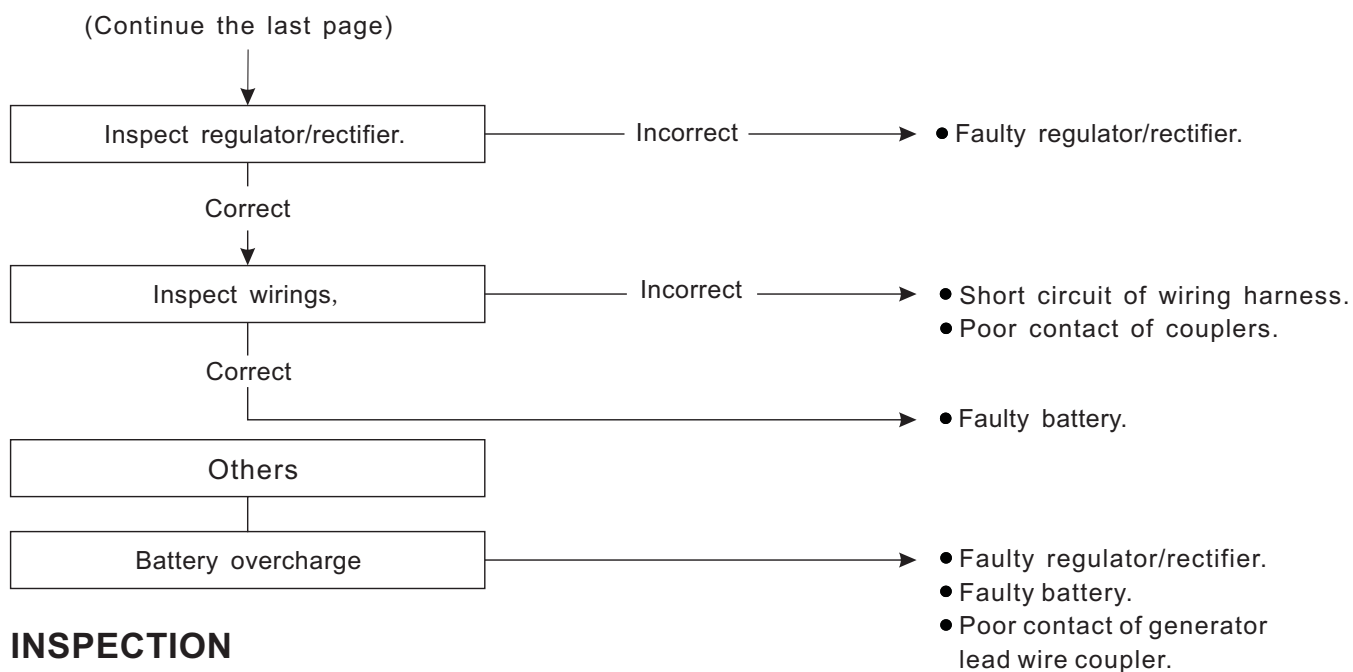 (Continue the last page)
Inspect regulator/rectifier.
Incorrect
● Faulty regulator/rectifier.
Correct
Inspect wirings,
Incorrect
● Short circuit of wiring harness.
● Poor contact of couplers.
Correct
● Faulty battery.
Others
Battery overcharge
● Faulty regulator/rectifier.
● Faulty battery.
● Poor contact of generator
lead wire coupler.
INSPECTION